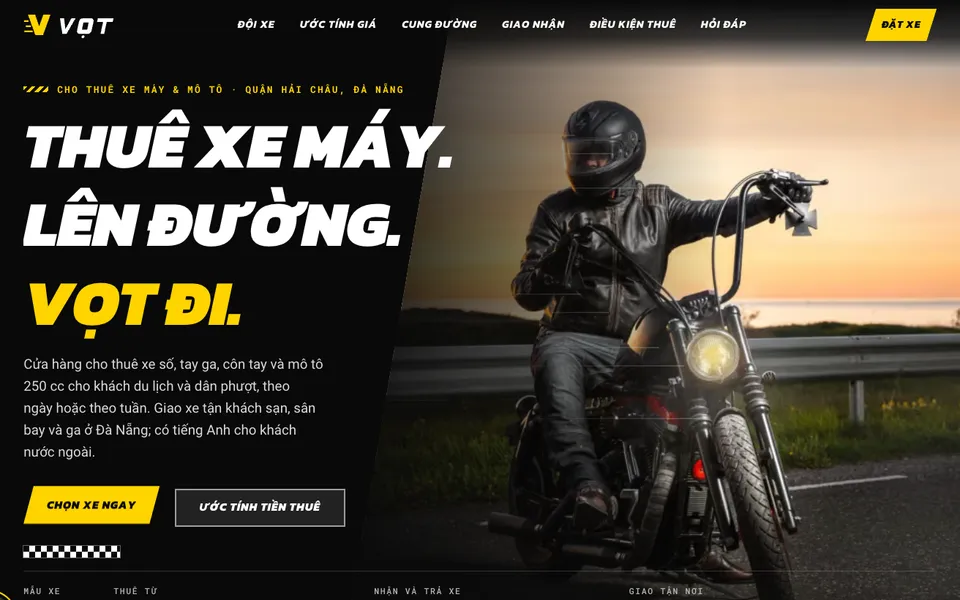 V VỌT
ĐỘI XE ƯỚC TÍNH GIÁ CUNG ĐƯỜNG GIAO NHẬN ĐIỀU KIỆN THUÊ HỎI ĐÁP
ĐẶT XE
CHO THUÊ XE MÁY & MÔ TÔ · QUẬN HẢI CHÂU, ĐÀ NẴNG
THUÊ XE MÁY.
LÊN ĐƯỜNG.
VỌT ĐI.
Cửa hàng cho thuê xe số, tay ga, côn tay và mô tô
250 cc cho khách du lịch và dân phượt, theo
ngày hoặc theo tuần. Giao xe tận khách sạn, sân
bay và ga ở Đà Nẵng; có tiếng Anh cho khách
nước ngoài.
CHỌN XE NGAY
ƯỚC TÍNH TIỀN THUÊ
MẪU XE THUÊ TỪ NHẬN VÀ TRẢ XE GIAO TẬN NƠI